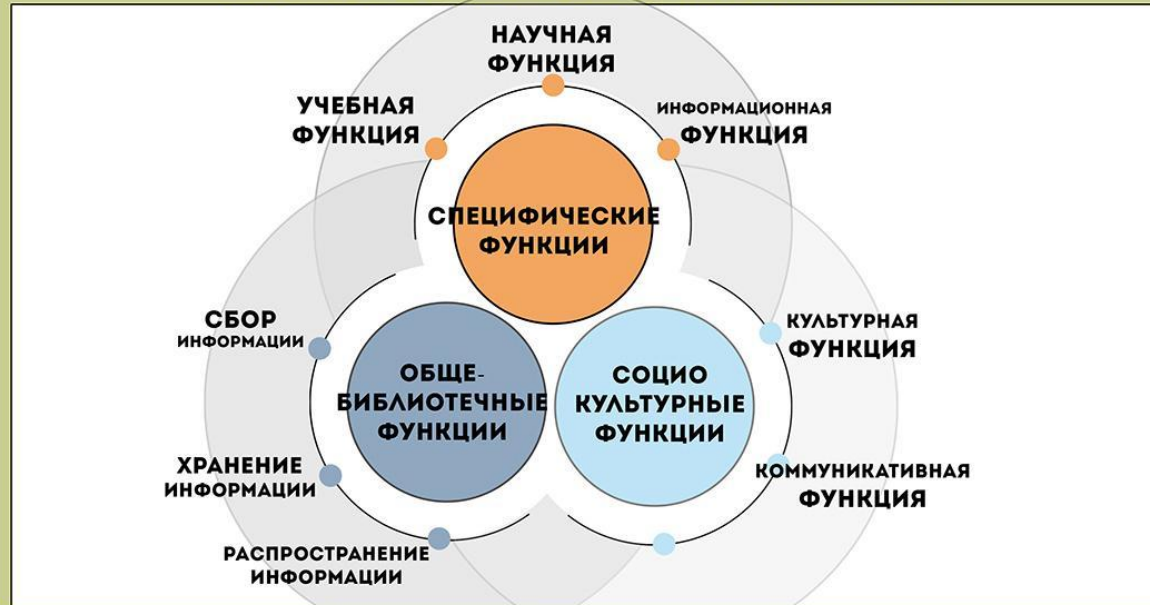 НАУЧНАЯ
ФУНКЦИЯ
УЧЕБНАЯ
ФУНКЦИЯ
ИНФОРМАЦИОННАЯ
ФУНКЦИЯ
СПЕЦИФИЧЕСКИЕ
ФУНКЦИИ
СБОР
ИНФОРМАЦИИ
ОБЩЕ-
БИБЛИОТЕЧНЫЕ
ФУНКЦИИ
СОЦИО
КУЛЬТУРНЫЕ
ФУНКЦИИ
КУЛЬТУРНАЯ
ФУНКЦИЯ
ХРАНЕНИЕ
ИНФОРМАЦИИ
КОММУНИКАТИВНАЯ
ФУНКЦИЯ
РАСПРОСТРАНЕНИЕ
ИНФОРМАЦИИ